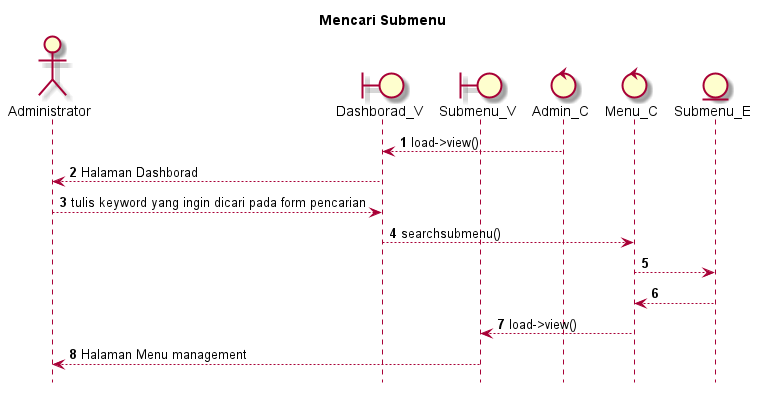 Mencari Submenu
Administrator
Dashborad_V
Submenu_V
Admin_C
Menu_C
Submenu_E
1 load->view()
2 Halaman Dashborad
3 tulis keyword yang ingin dicari pada form pencarian
4 searchsubmenu()
5
6
7 load->view()
8 Halaman Menu management